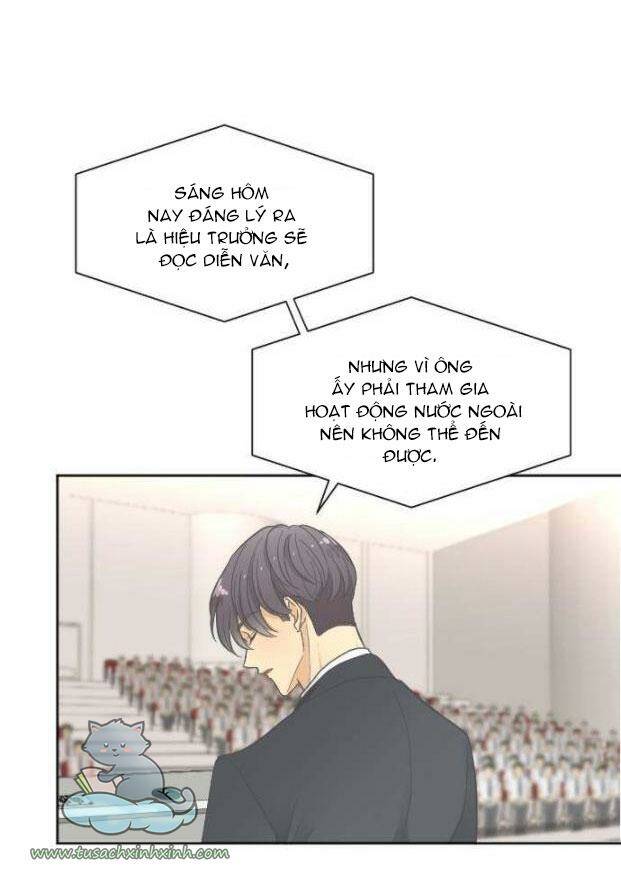 SÁNG HÔM
NAY ĐÁNG LÝ RA
LÀ HIỆU TRƯỞNG SẼ
ĐỌC DIỄN VĂN,
NHƯNG VÌ ÔNG
ẤY PHẢI THAM GIA
HOẠT ĐỘNG NƯỚC NGOÀI
NÊN KHÔNG THỂ ĐẾN
ĐƯỢC.
www.tusachxinhxinh.com